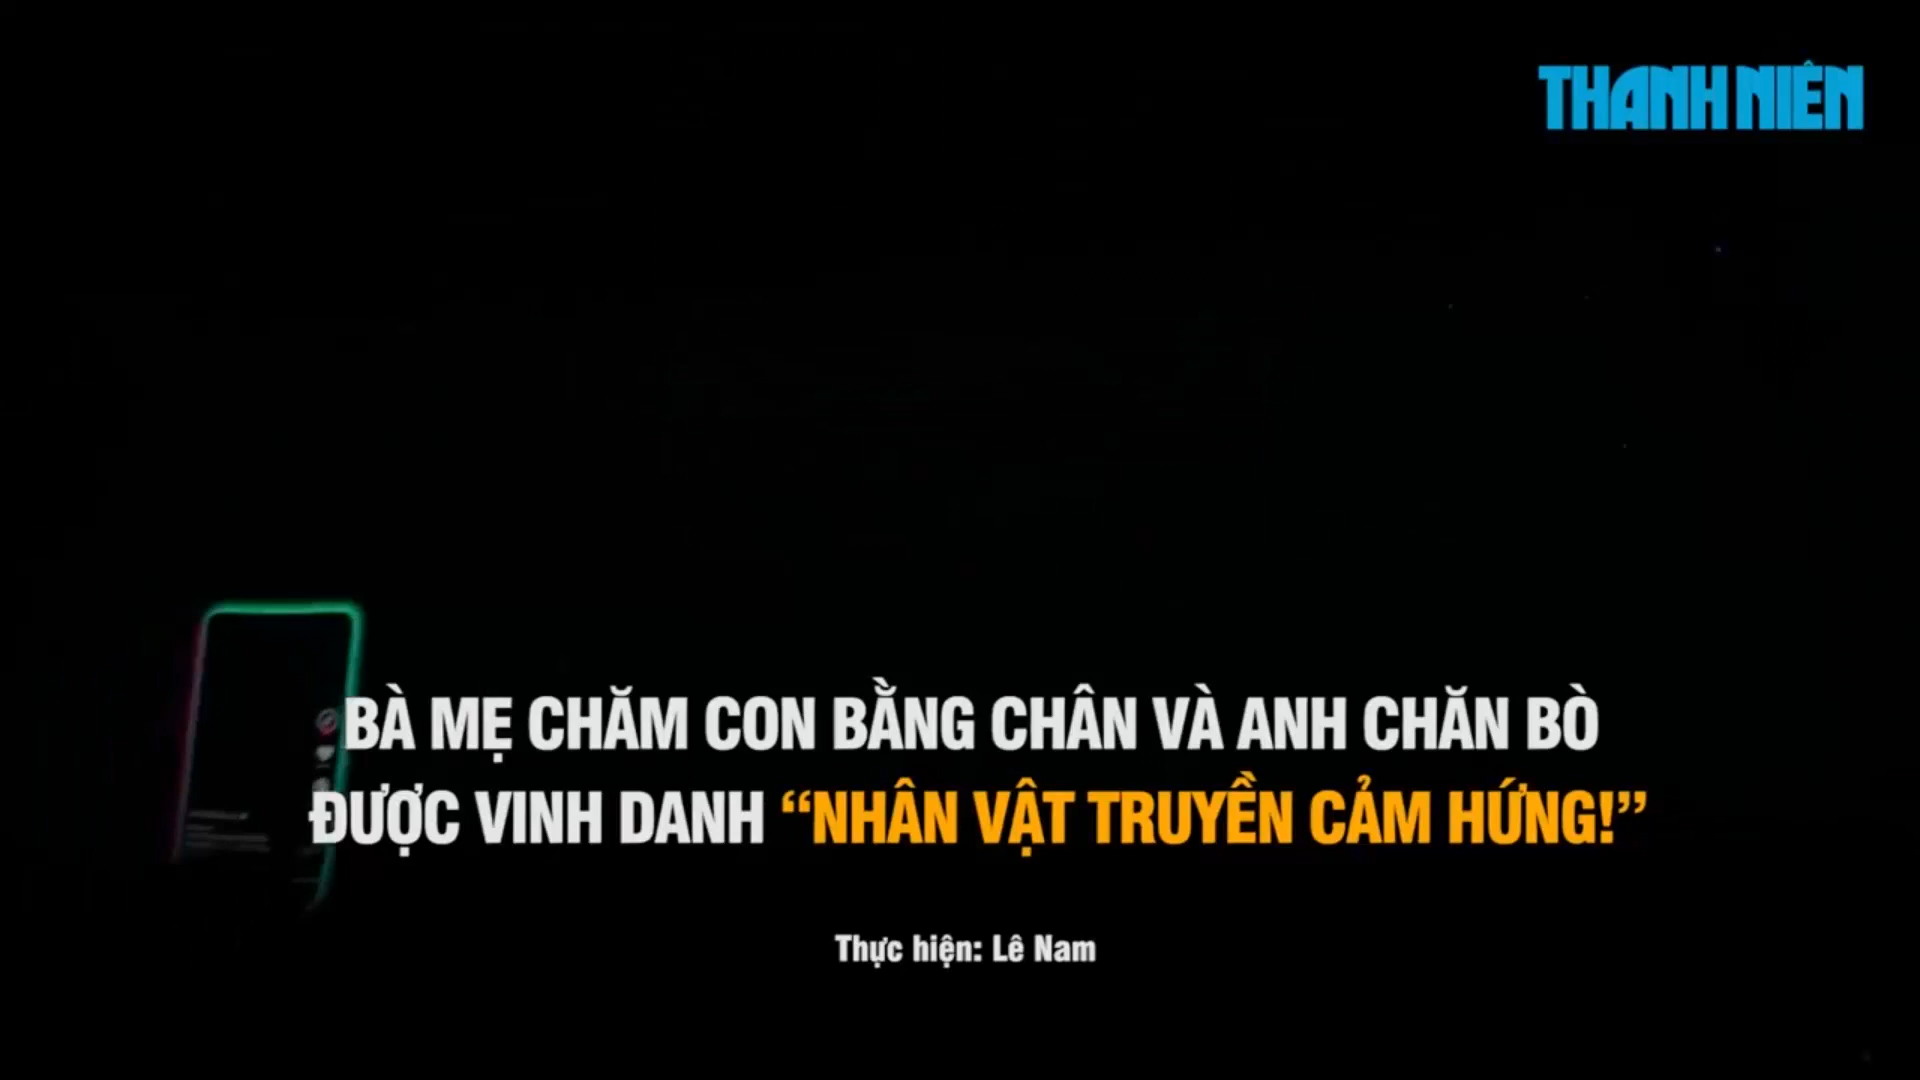 THANH NIÊN
BÀ MẸ CHĂM CON BẰNG CHÂN VÀ ANH CHĂN BÒ
ĐƯỢC VINH DANH “NHÂN VẬT TRUYỀN CẢM HỨNG!”
Thực hiện: Lê Nam